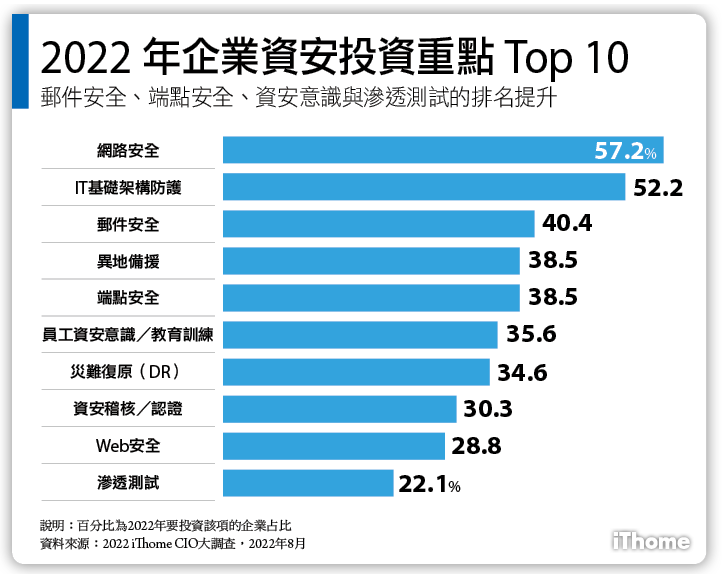 2022 年企業資安投資重點 Top 10
郵件安全、端點安全、資安意識與滲透測試的排名提升
網路安全 57.2%
IT基礎架構防護 52.2
郵件安全 40.4
異地備援 38.5
端點安全 38.5
員工資安意識／教育訓練 35.6
災難復原（DR） 34.6
資安稽核／認證 30.3
Web安全 28.8
滲透測試 22.1%
說明：百分比為2022年要投資該項的企業占比
資料來源：2022 iThome CIO大調查，2022年8月
iThome